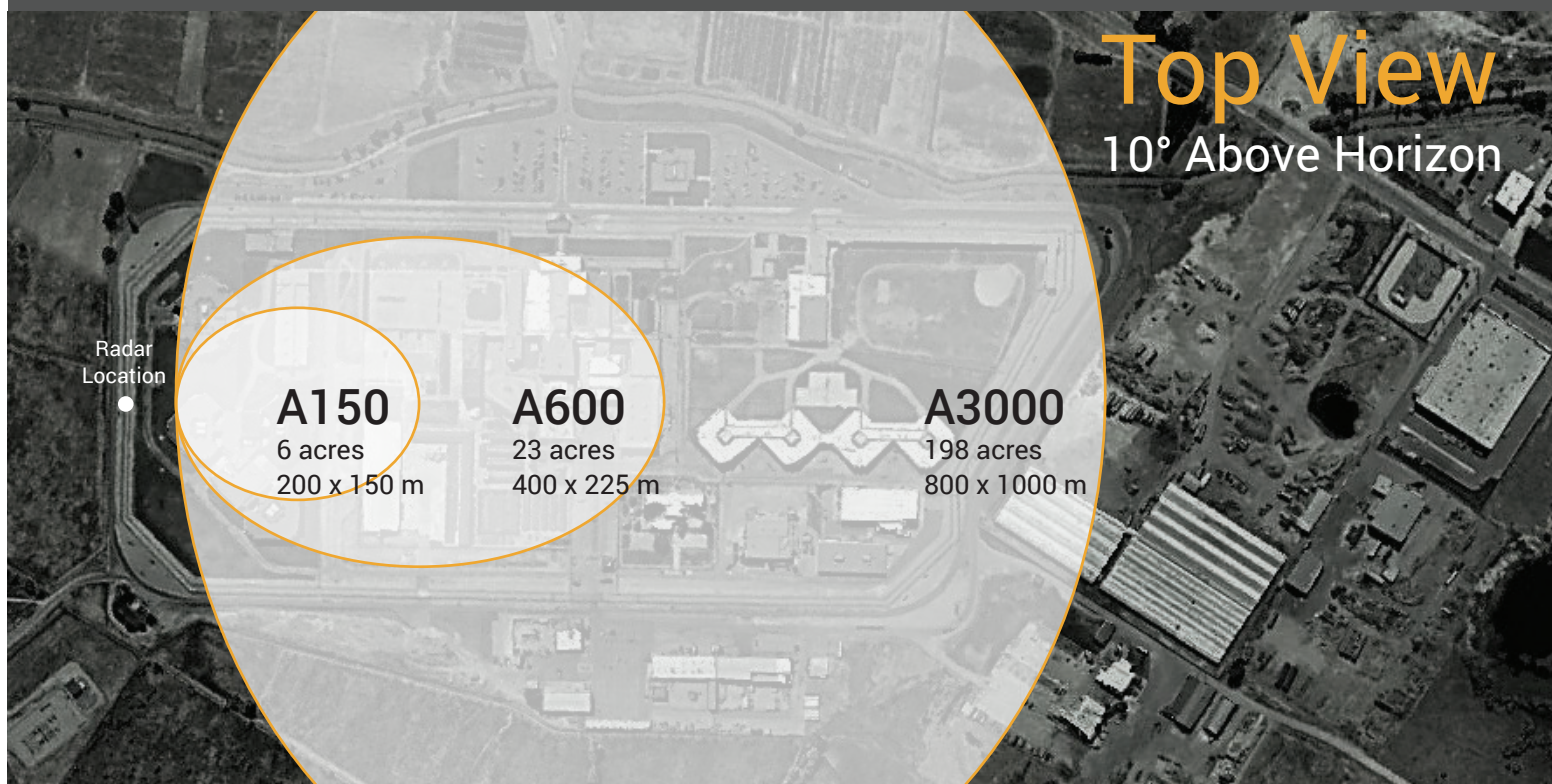 Top View
10° Above Horizon
Radar
Location
A150
6 acres
200 x 150 m
A600
23 acres
400 x 225 m
A3000
198 acres
800 x 1000 m